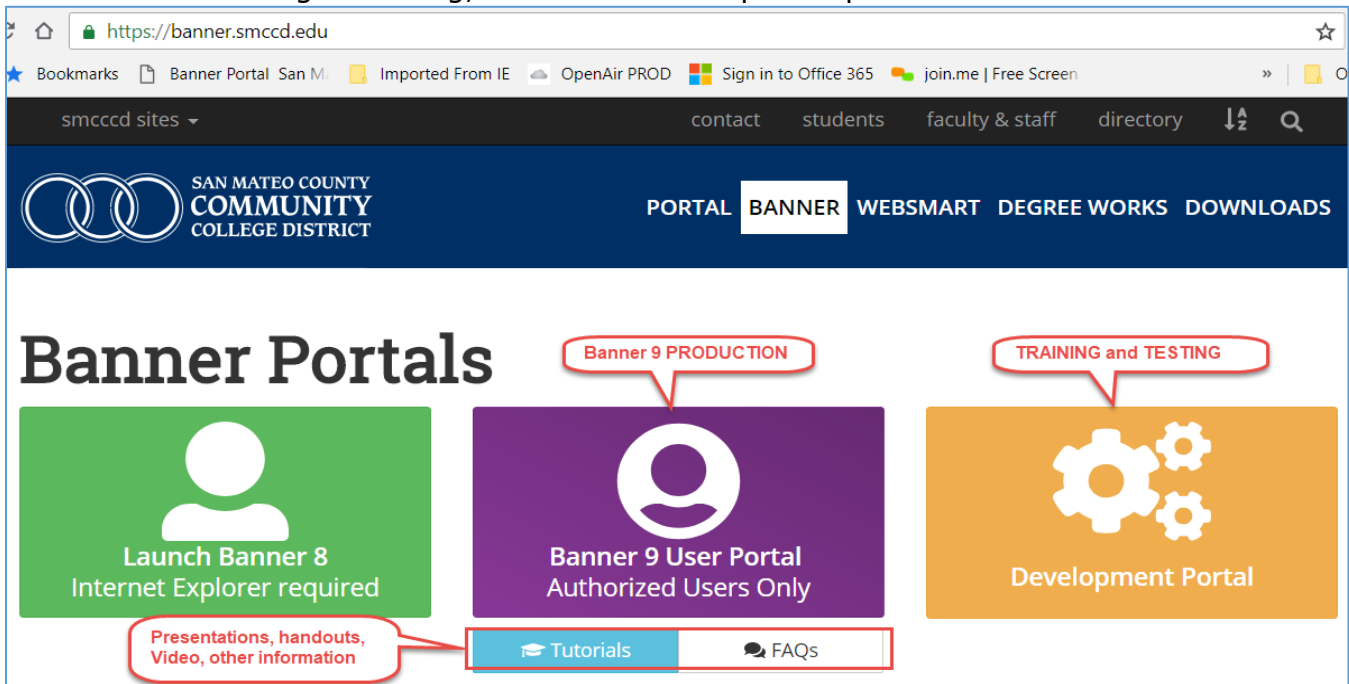 https://banner.smccd.edu
Bookmarks Banner Portal San M Imported From IE OpenAir PROD Sign in to Office 365 join.me | Free Screen »
smcccd sites contact students faculty & staff directory
SAN MATEO COUNTY
COMMUNITY
COLLEGE DISTRICT
PORTAL BANNER WEBSMART DEGREE WORKS DOWNLOADS
Banner Portals
Banner 9 PRODUCTION
TRAINING and TESTING
Launch Banner 8
Internet Explorer required
Banner 9 User Portal
Authorized Users Only
Development Portal
Presentations, handouts,
Video, other information
Tutorials FAQs